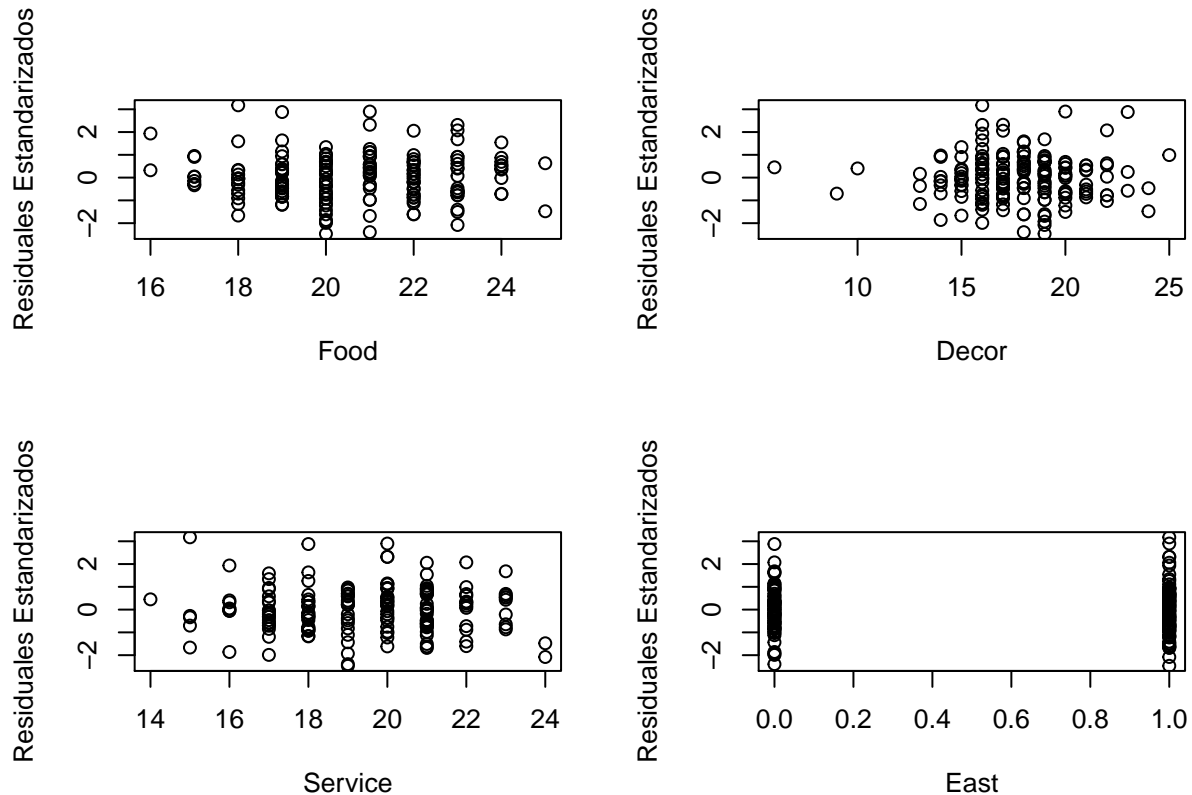 Residuales Estandarizados
2
0
−2
16 18 20 22 24
Food
Residuales Estandarizados
2
0
−2
10 15 20 25
Decor
Residuales Estandarizados
2
0
−2
14 16 18 20 22 24
Service
Residuales Estandarizados
2
0
−2
0.0 0.2 0.4 0.6 0.8 1.0
East